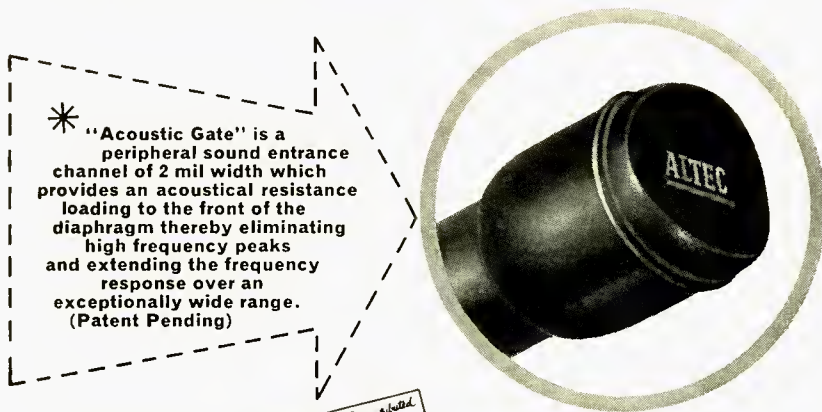 * "Acoustic Gate" is a
peripheral sound entrance
channel of 2 mil width which
provides an acoustical resistance
loading to the front of the
diaphragm thereby eliminating
high frequency peaks
and extending the frequency
response over an
exceptionally wide range.
(Patent Pending)
ALTEC